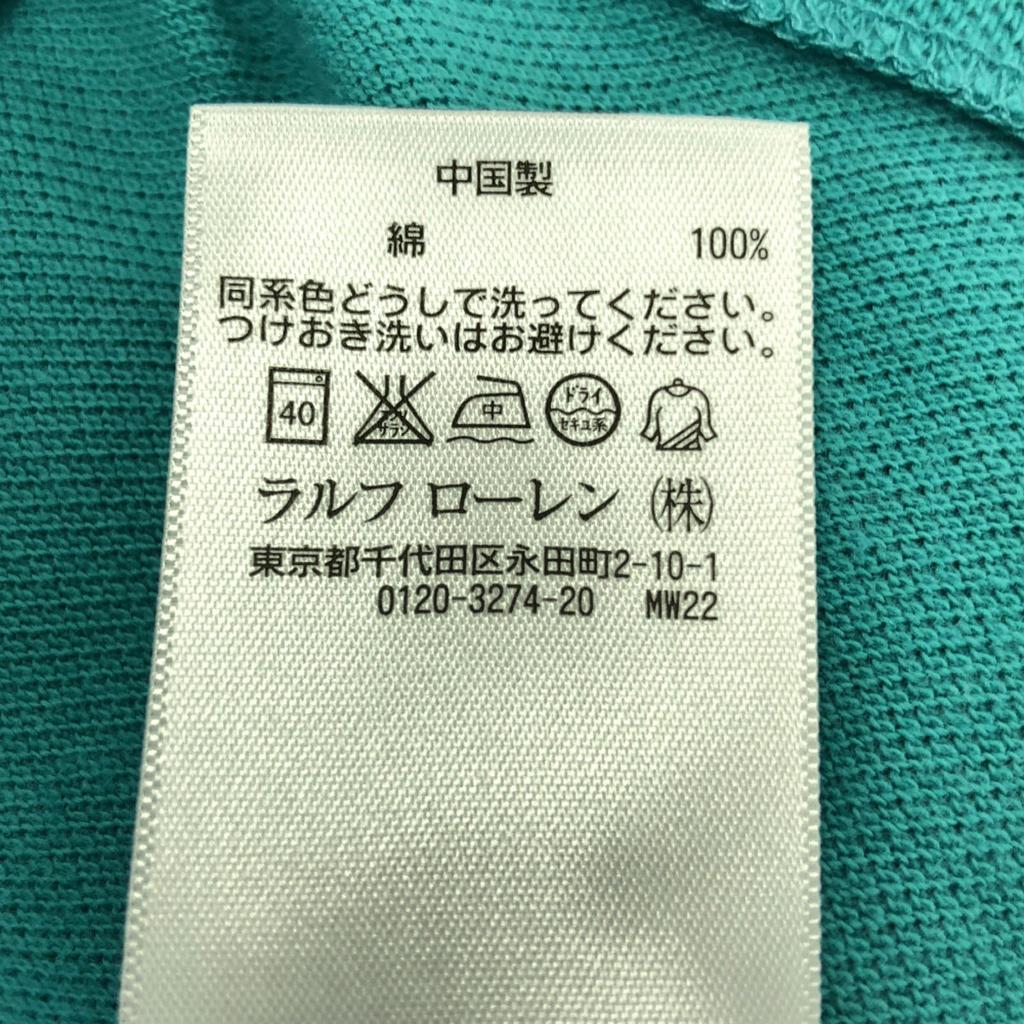 中国製
綿 100%
同系色どうしで洗ってください。
つけおき洗いはお避けください。
40 エンソ サラシ 中 ドライ セキユ系
ラルフ ローレン ㈱
東京都千代田区永田町2-10-1
0120-3274-20 MW22